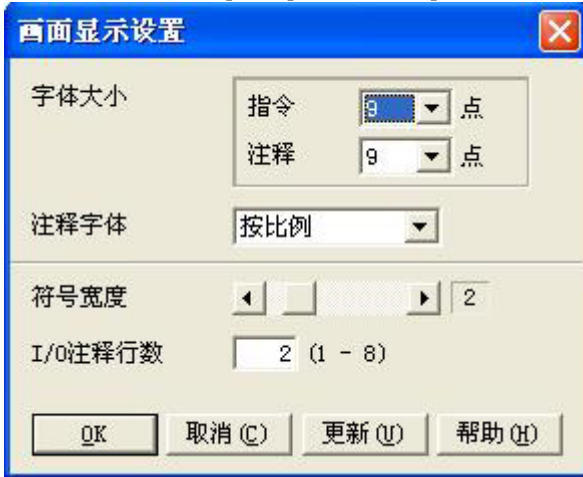 画面显示设置
字体大小
指令 9 点
注释 9 点
注释字体 按比例
符号宽度 2
I/O注释行数 2 (1 - 8)
OK 取消(C) 更新(U) 帮助(H)